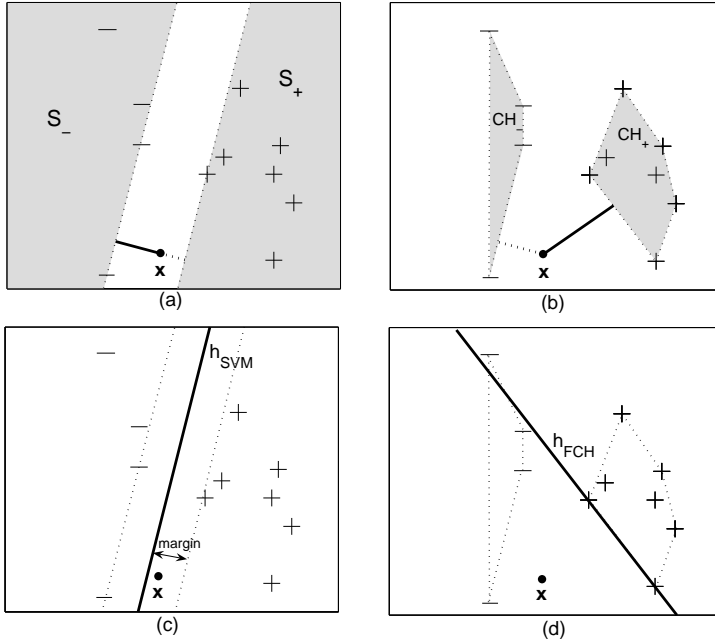 S_
S+
x
(a)
CH_
CH+
x
(b)
hSVM
margin
x
(c)
hFCH
x
(d)